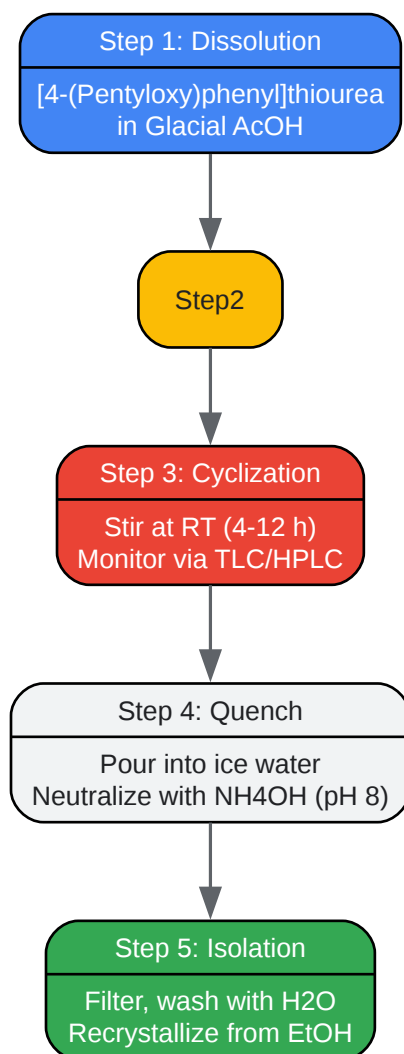 Step 1: Dissolution
[4-(Pentyloxy)phenyl]thiourea
in Glacial AcOH
Step2
Step 3: Cyclization
Stir at RT (4-12 h)
Monitor via TLC/HPLC
Step 4: Quench
Pour into ice water
Neutralize with NH4OH (pH 8)
Step 5: Isolation
Filter, wash with H2O
Recrystallize from EtOH